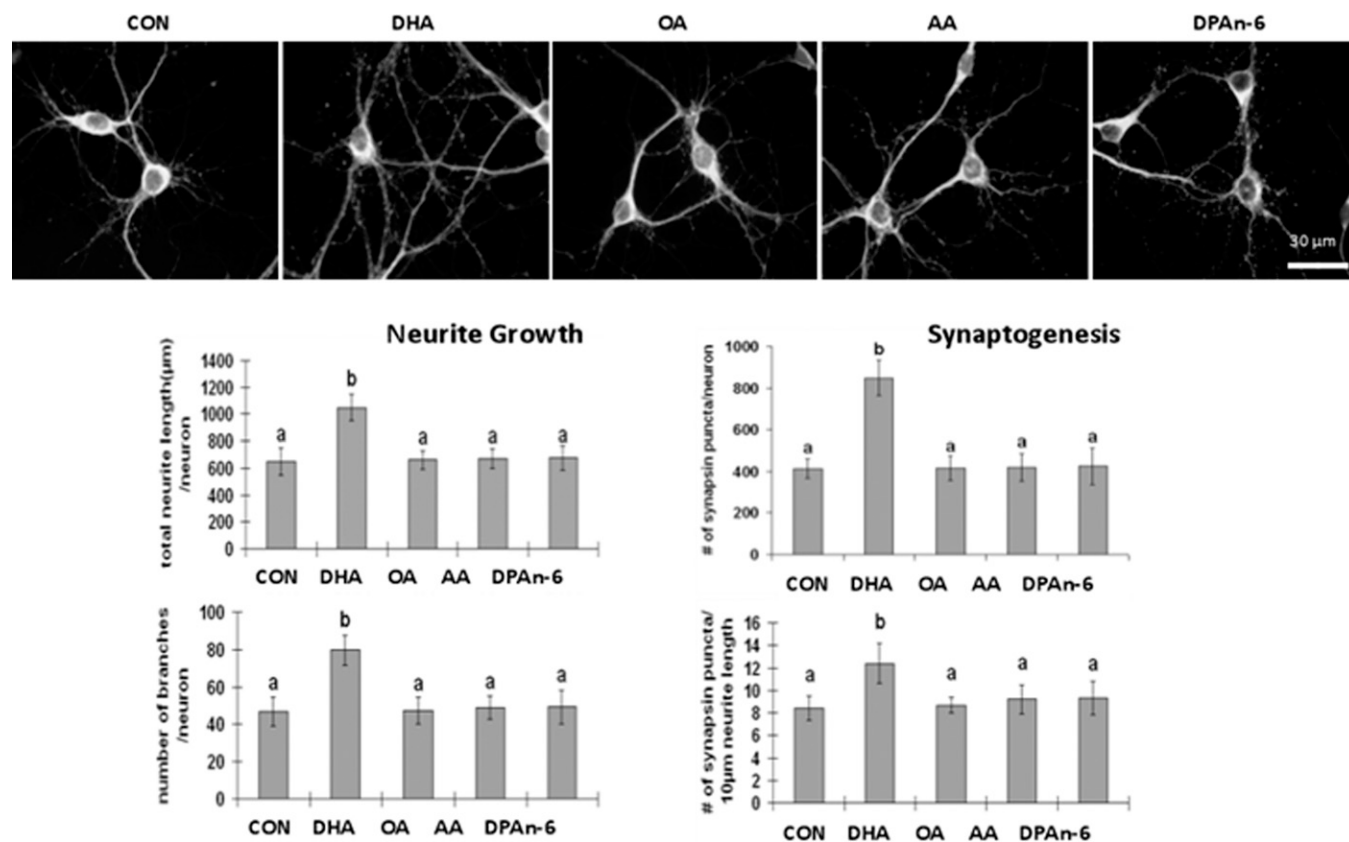 CON DHA OA AA DPAn-6
30 µm
Neurite Growth
total neurite length(µm)
/neuron
1400
1200
1000
800
600
400
200
0
a b a a a
CON DHA OA AA DPAn-6
Synaptogenesis
# of synapsin puncta/neuron
1000
800
600
400
200
0
a b a a a
CON DHA OA AA DPAn-6
number of branches
/neuron
100
80
60
40
20
0
a b a a a
CON DHA OA AA DPAn-6
# of synapsin puncta/
10µm neurite length
16
14
12
10
8
6
4
2
0
a b a a a
CON DHA OA AA DPAn-6